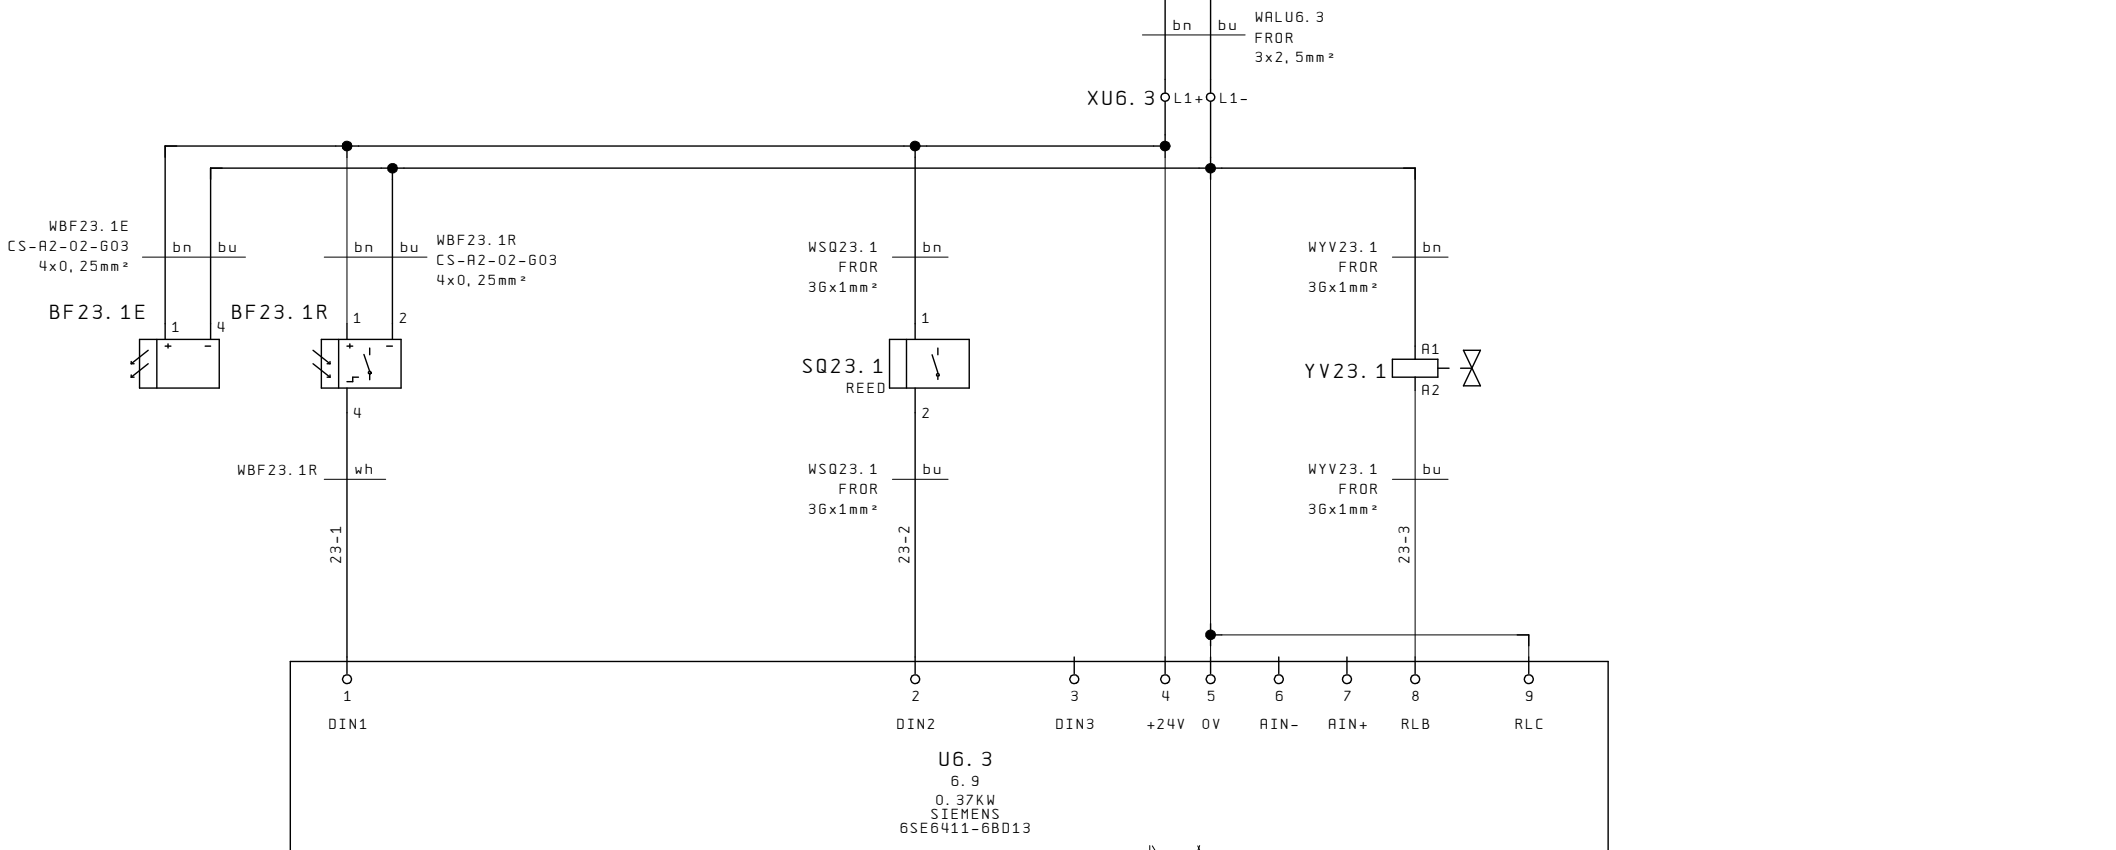 bn bu WALU6.3
FROR
3x2,5mm²
XU6.3 L1+ L1-
WBF23.1E
CS-A2-02-G03
4x0,25mm²
bn bu
bn bu
WBF23.1R
CS-A2-02-G03
4x0,25mm²
WSQ23.1 bn
FROR
3Gx1mm²
WYV23.1 bn
FROR
3Gx1mm²
BF23.1E 1 4
+ -
BF23.1R 1 2
+ -
4
SQ23.1 1
REED
2
YV23.1 A1
A2
WBF23.1R wh
WSQ23.1 bu
FROR
3Gx1mm²
WYV23.1 bu
FROR
3Gx1mm²
23-1
23-2
23-3
1 2 3 4 5 6 7 8 9
DIN1 DIN2 DIN3 +24V 0V AIN- AIN+ RLB RLC
U6.3
6.9
0.37KW
SIEMENS
6SE6411-6BD13